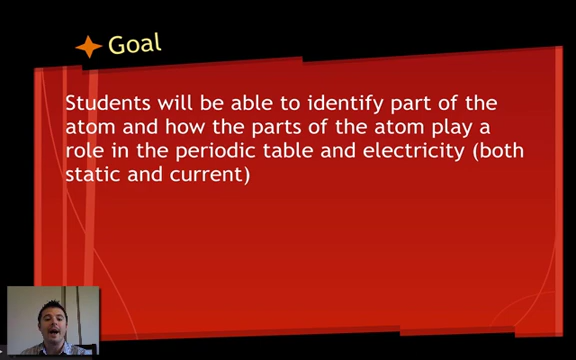 Goal
Students will be able to identify part of the
atom and how the parts of the atom play a
role in the periodic table and electricity (both
static and current)